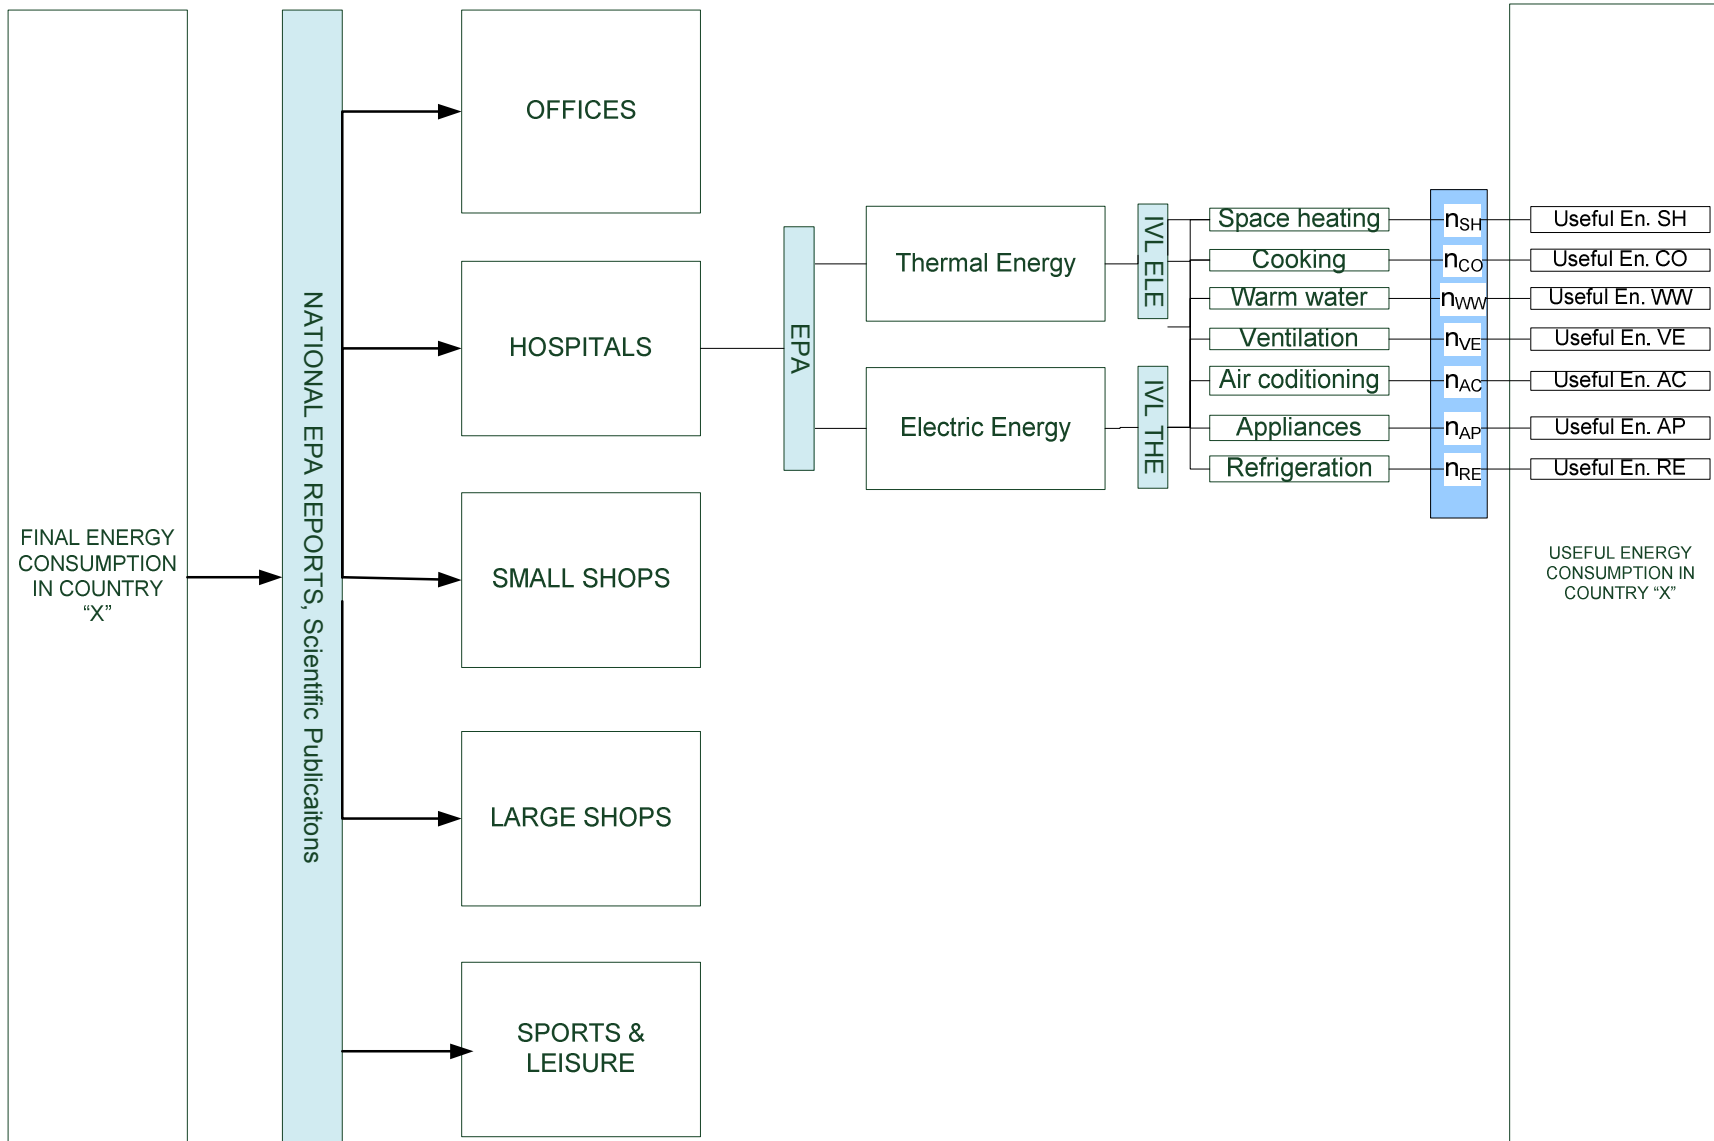 FINAL ENERGY
CONSUMPTION
IN COUNTRY
“X”
NATIONAL EPA REPORTS, Scientific Publicaitons
OFFICES
HOSPITALS
SMALL SHOPS
LARGE SHOPS
SPORTS &
LEISURE
EPA
Thermal Energy
Electric Energy
IVL ELE
IVL THE
Space heating
Cooking
Warm water
Ventilation
Air coditioning
Appliances
Refrigeration
nSH
nCO
nWW
nVE
nAC
nAP
nRE
Useful En. SH
Useful En. CO
Useful En. WW
Useful En. VE
Useful En. AC
Useful En. AP
Useful En. RE
USEFUL ENERGY
CONSUMPTION IN
COUNTRY “X”